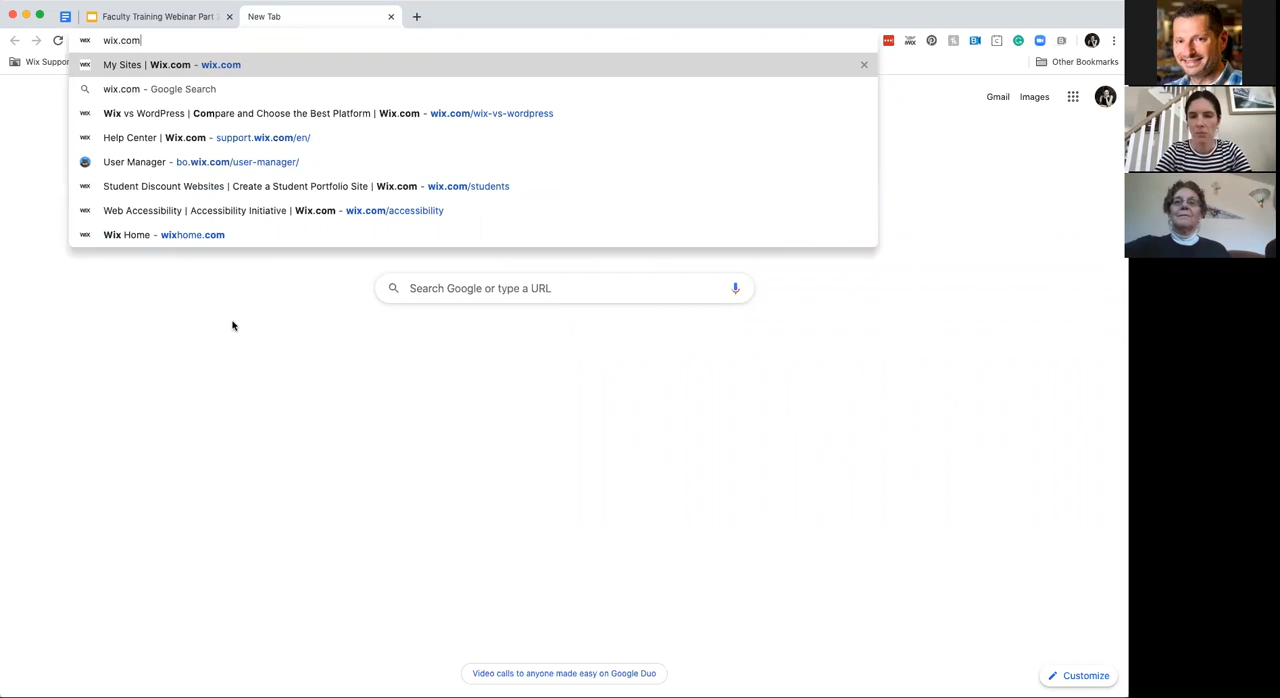 Faculty Training Webinar Part
New Tab
wix.com
Wix Suppor
Other Bookmarks
My Sites | Wix.com - wix.com
wix.com - Google Search
Wix vs WordPress | Compare and Choose the Best Platform | Wix.com - wix.com/wix-vs-wordpress
Help Center | Wix.com - support.wix.com/en/
User Manager - bo.wix.com/user-manager/
Student Discount Websites | Create a Student Portfolio Site | Wix.com - wix.com/students
Web Accessibility | Accessibility Initiative | Wix.com - wix.com/accessibility
Wix Home - wixhome.com
Gmail Images
Search Google or type a URL
Video calls to anyone made easy on Google Duo
Customize